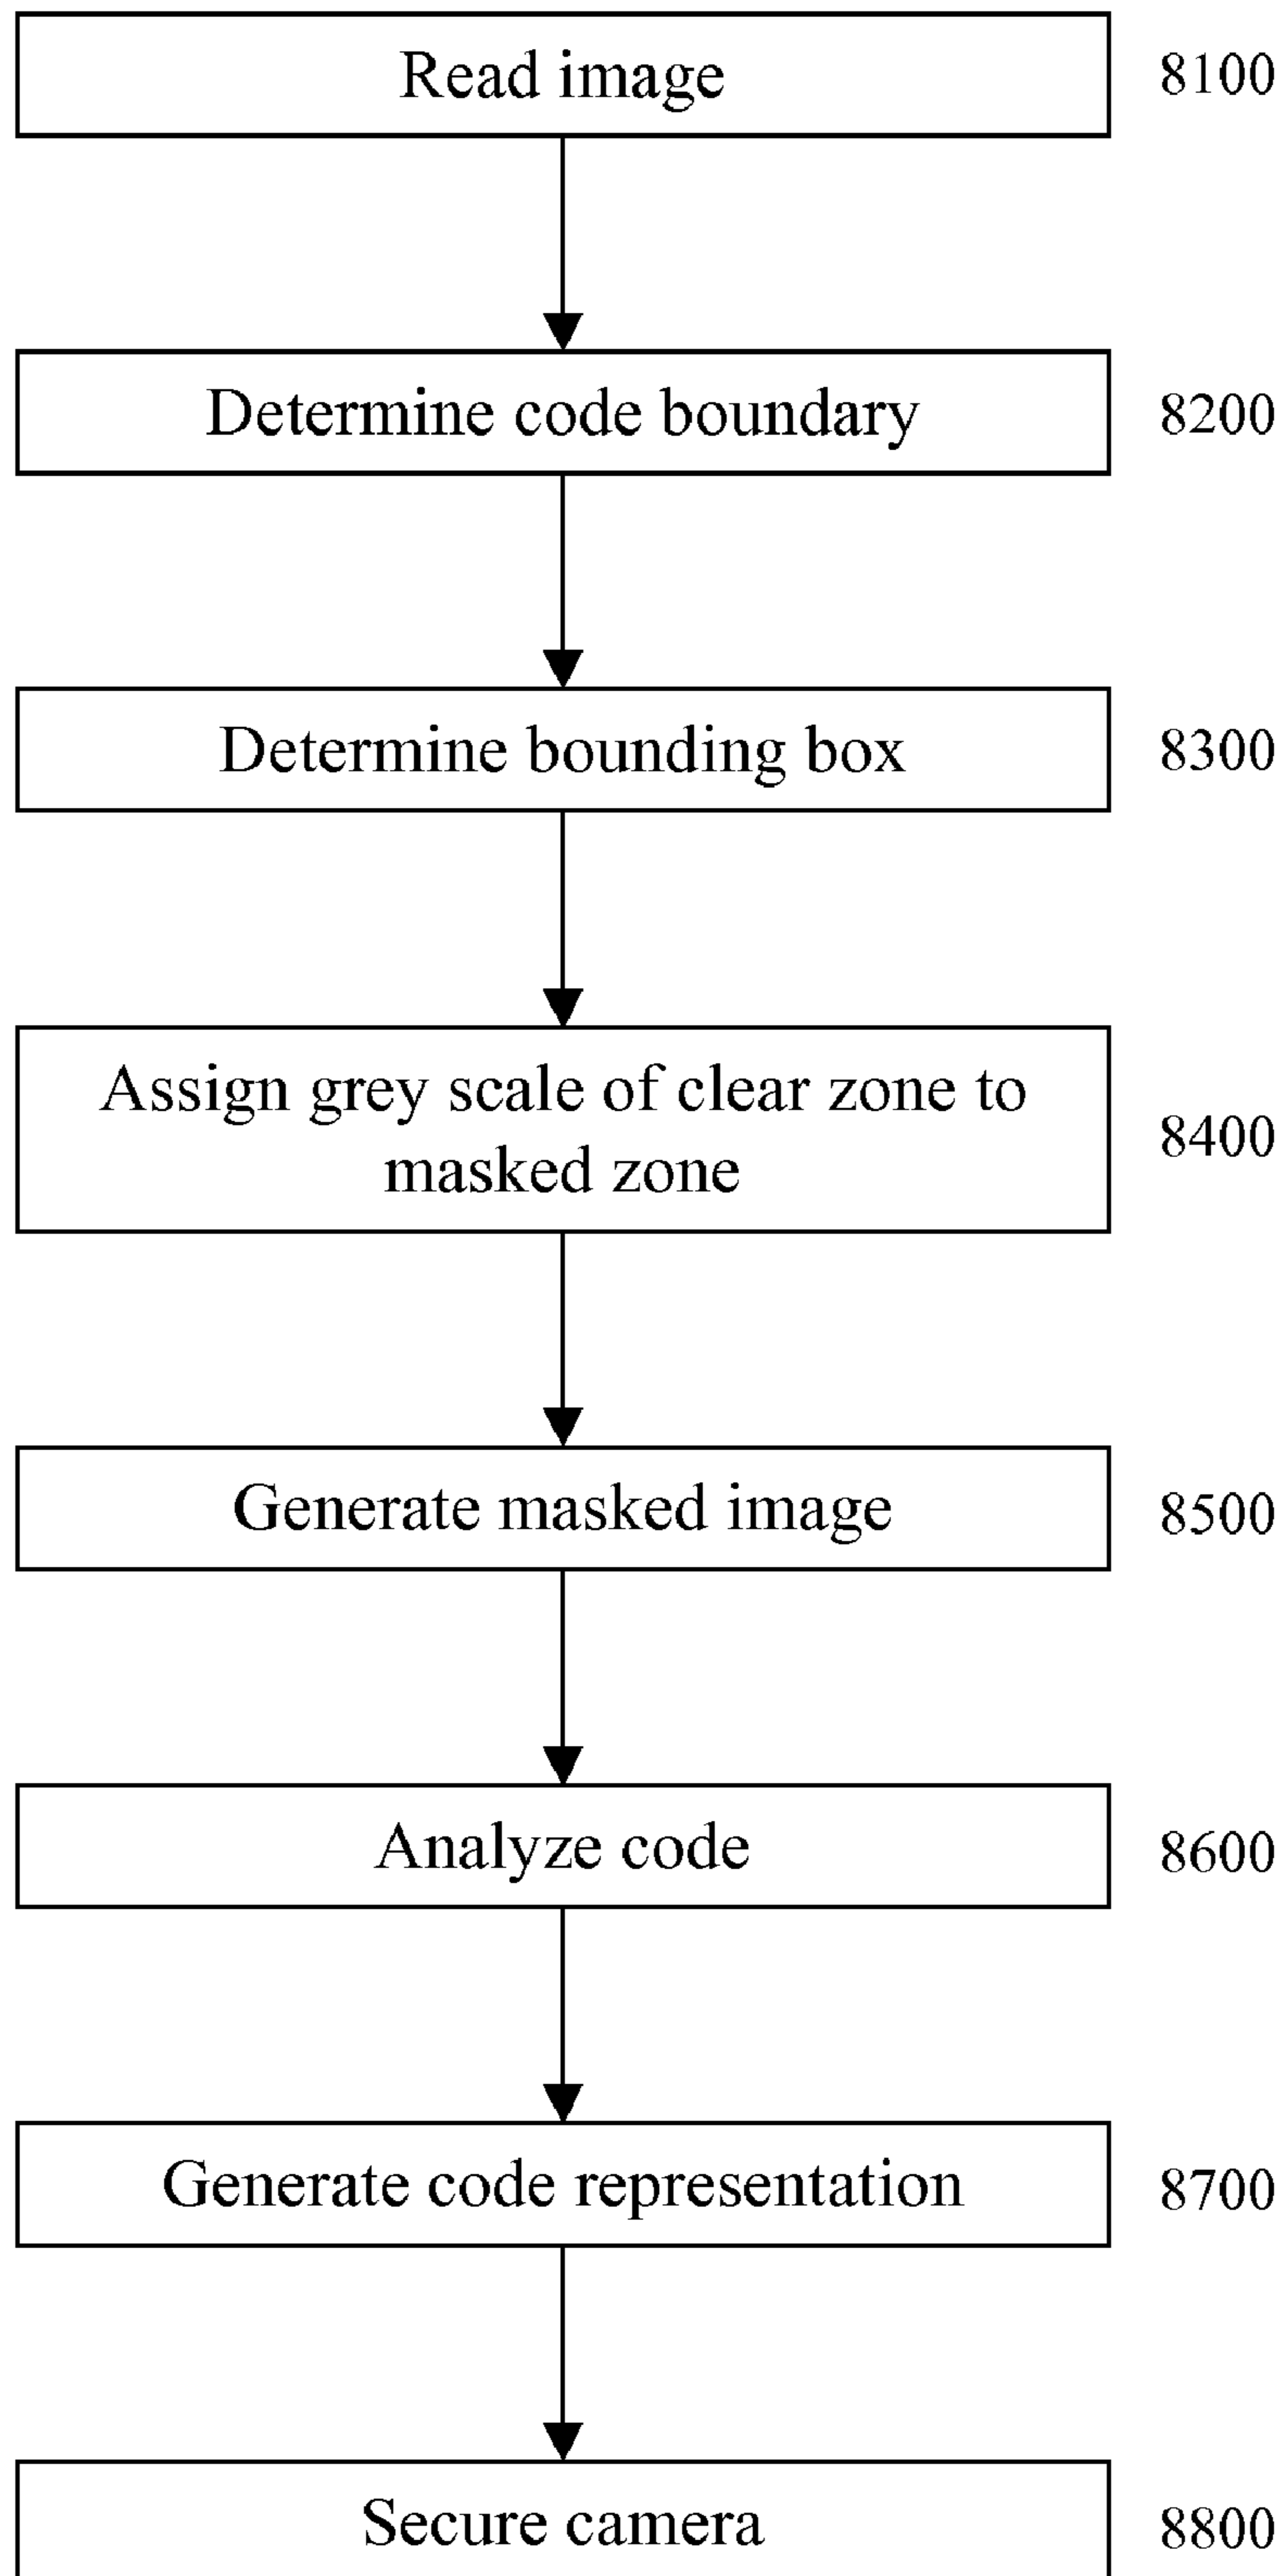 Read image 8100
Determine code boundary 8200
Determine bounding box 8300
Assign grey scale of clear zone to
masked zone 8400
Generate masked image 8500
Analyze code 8600
Generate code representation 8700
Secure camera 8800